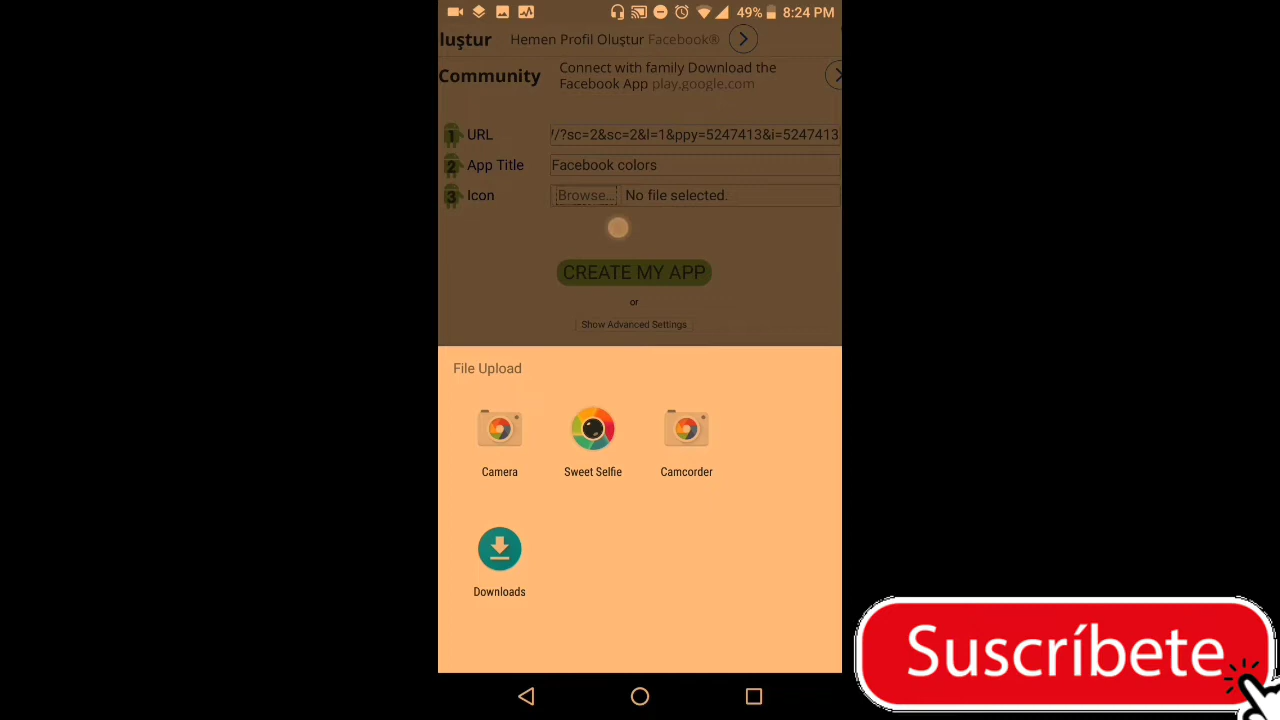 49% 8:24 PM
luştur Hemen Profil Oluştur Facebook®
Community Connect with family Download the
Facebook App play.google.com
1 URL //?sc=2&sc=2&l=1&ppy=5247413&i=5247413
2 App Title Facebook colors
3 Icon Browse... No file selected.
CREATE MY APP
or
Show Advanced Settings
File Upload
Camera Sweet Selfie Camcorder
Downloads
Suscríbete